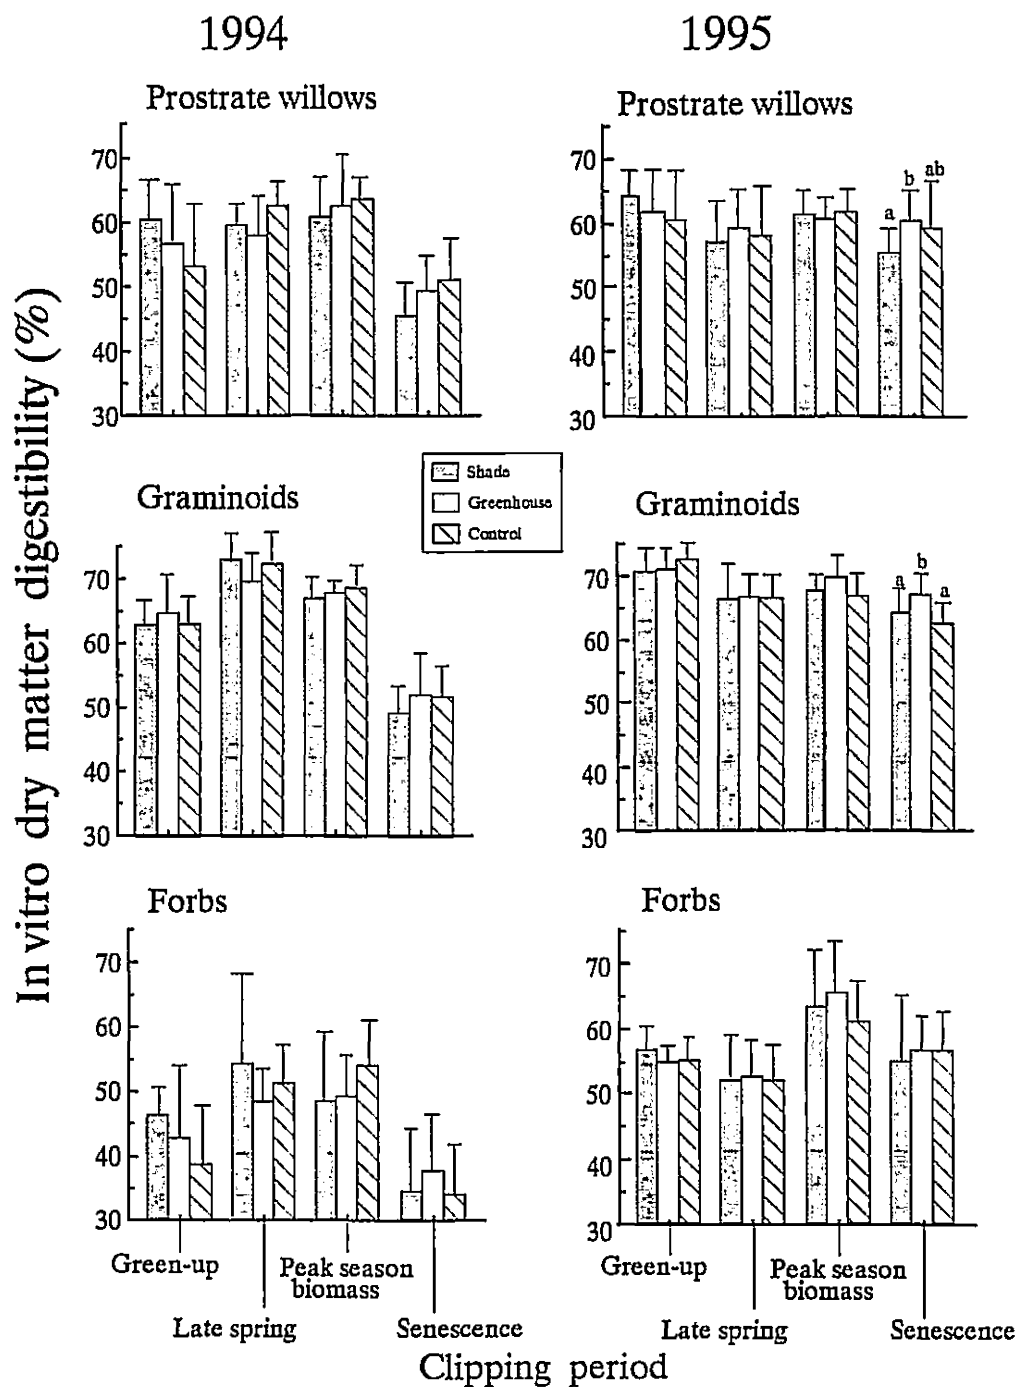 1994
1995
Prostrate willows
Prostrate willows
70
60
50
40
30
70
60
50
40
30
a
b
ab
In vitro dry matter digestibility (%)
Shade
Greenhouse
Control
Graminoids
Graminoids
70
60
50
40
30
70
60
50
40
30
a
b
a
Forbs
Forbs
70
60
50
40
30
70
60
50
40
30
Green-up
Peak season
biomass
Late spring
Senescence
Green-up
Peak season
biomass
Late spring
Senescence
Clipping period